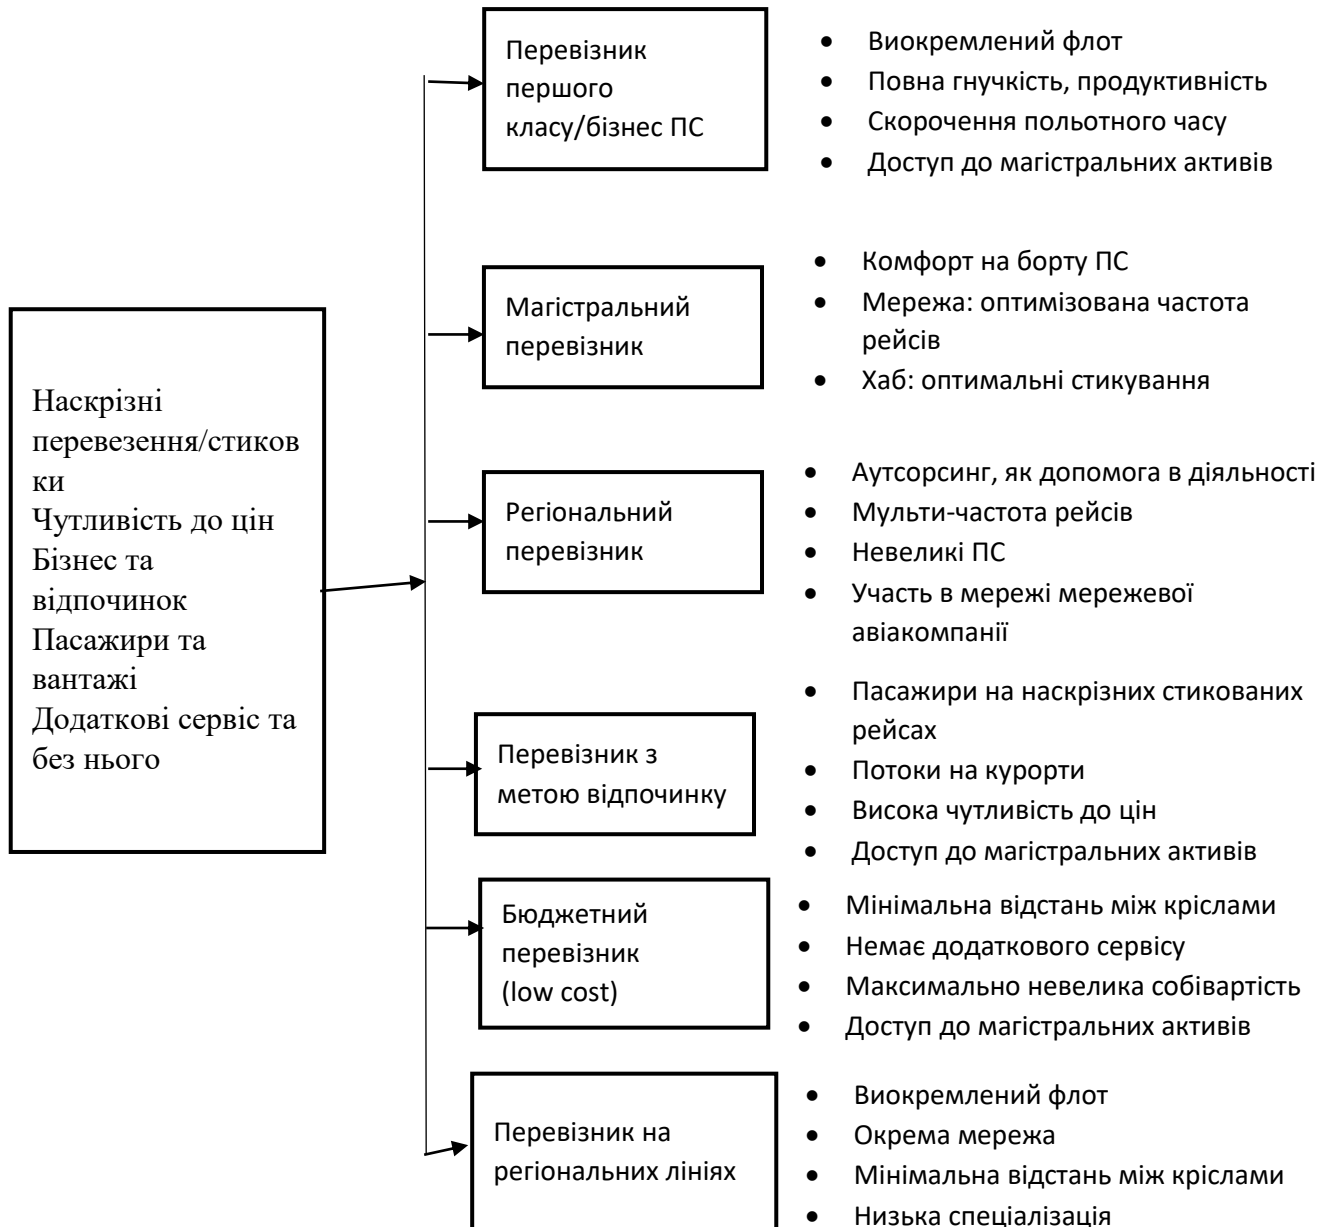 Перевізник
першого
класу/бізнес ПС
• Виокремлений флот
• Повна гнучкість, продуктивність
• Скорочення польотного часу
• Доступ до магістральних активів
Магістральний
перевізник
• Комфорт на борту ПС
• Мережа: оптимізована частота
рейсів
• Хаб: оптимальні стикування
Наскрізні
перевезення/стиков
ки
Чутливість до цін
Бізнес та
відпочинок
Пасажири та
вантажі
Додаткові сервіс та
без нього
Регіональний
перевізник
• Аутсорсинг, як допомога в діяльності
• Мульти-частота рейсів
• Невеликі ПС
• Участь в мережі мережевої
авіакомпанії
Перевізник з
метою відпочинку
• Пасажири на наскрізних стикованих
рейсах
• Потоки на курорти
• Висока чутливість до цін
• Доступ до магістральних активів
Бюджетний
перевізник
(low cost)
• Мінімальна відстань між кріслами
• Немає додаткового сервісу
• Максимально невелика собівартість
• Доступ до магістральних активів
Перевізник на
регіональних лініях
• Виокремлений флот
• Окрема мережа
• Мінімальна відстань між кріслами
• Низька спеціалізація